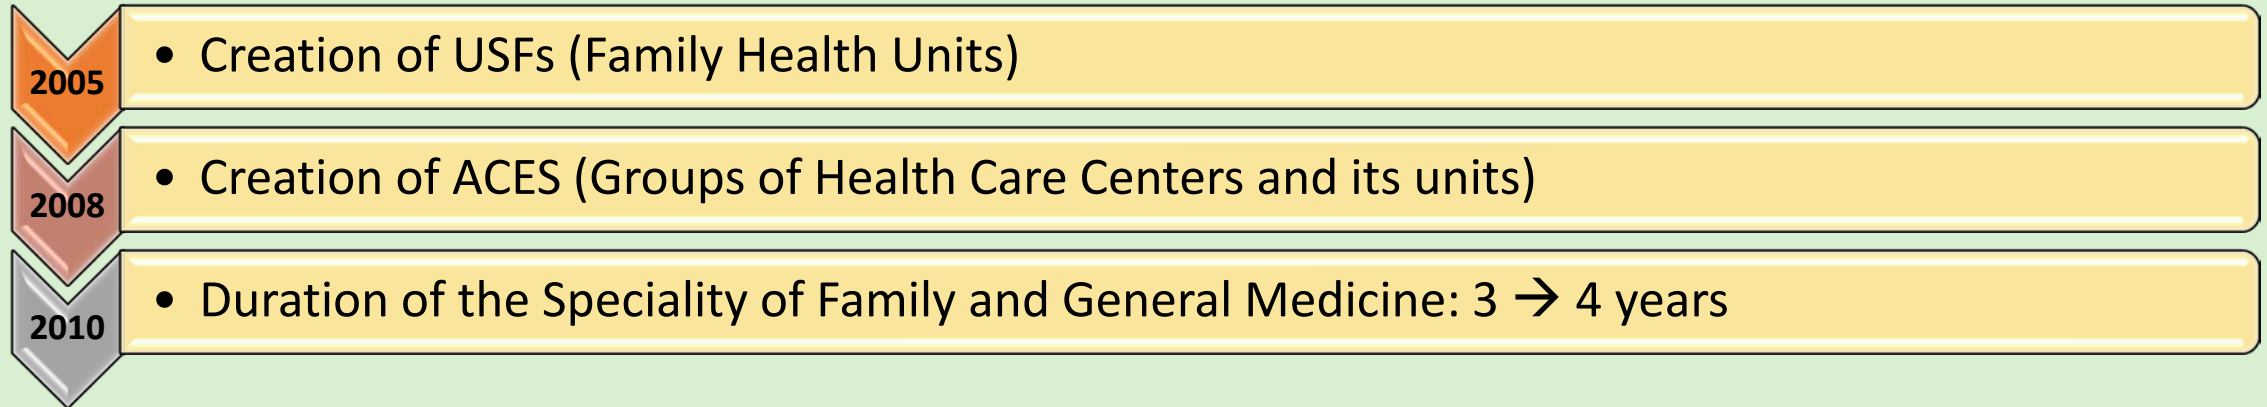 2005
• Creation of USFs (Family Health Units)
2008
• Creation of ACES (Groups of Health Care Centers and its units)
2010
• Duration of the Speciality of Family and General Medicine: 3 → 4 years